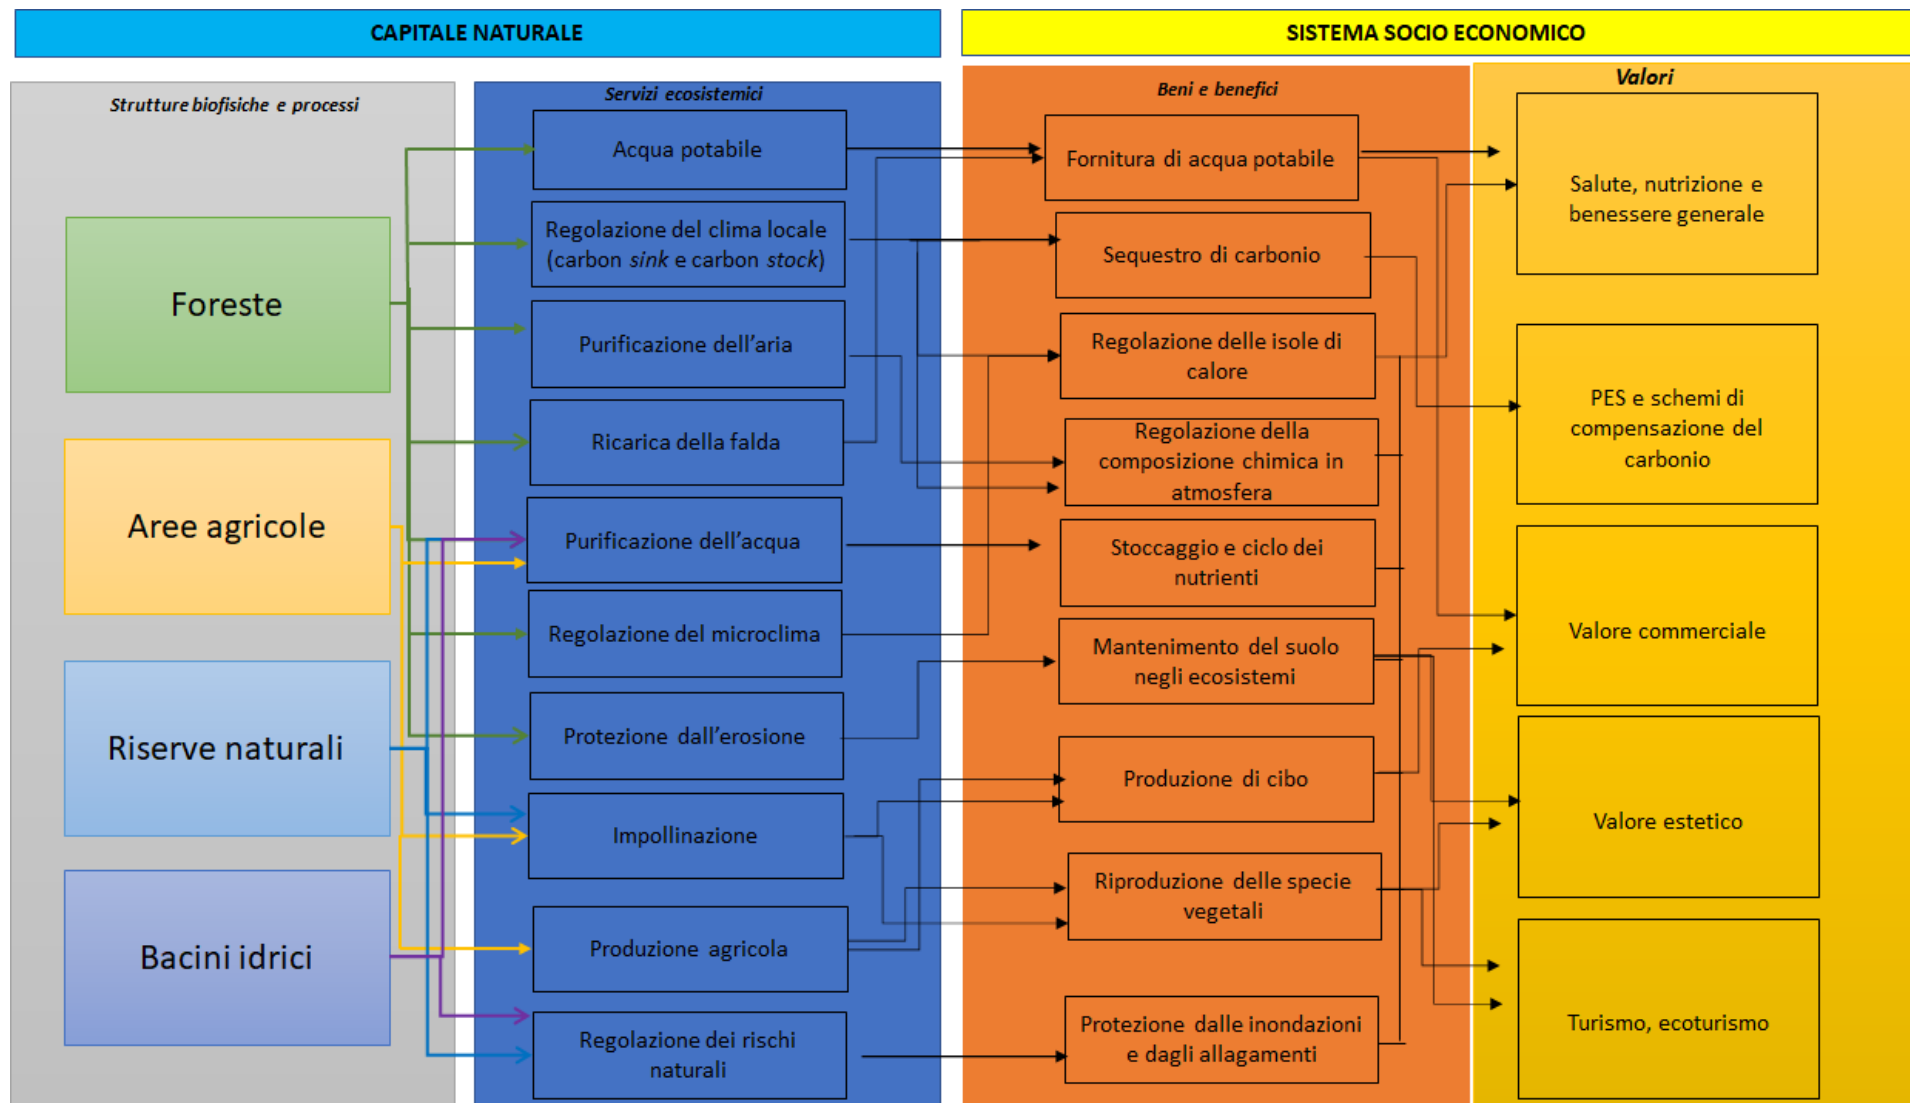 CAPITALE NATURALE
SISTEMA SOCIO ECONOMICO
Strutture biofisiche e processi
Servizi ecosistemici
Beni e benefici
Valori
Foreste
Aree agricole
Riserve naturali
Bacini idrici
Acqua potabile
Regolazione del clima locale
(carbon sink e carbon stock)
Purificazione dell’aria
Ricarica della falda
Purificazione dell’acqua
Regolazione del microclima
Protezione dall’erosione
Impollinazione
Produzione agricola
Regolazione dei rischi
naturali
Fornitura di acqua potabile
Sequestro di carbonio
Regolazione delle isole di
calore
Regolazione della
composizione chimica in
atmosfera
Stoccaggio e ciclo dei
nutrienti
Mantenimento del suolo
negli ecosistemi
Produzione di cibo
Riproduzione delle specie
vegetali
Protezione dalle inondazioni
e dagli allagamenti
Salute, nutrizione e
benessere generale
PES e schemi di
compensazione del
carbonio
Valore commerciale
Valore estetico
Turismo, ecoturismo